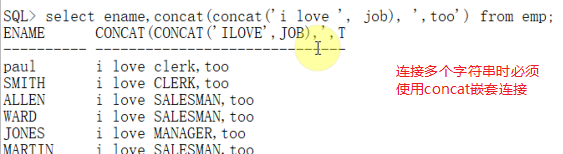 SQL> select ename,concat(concat('i love ', job), ',too') from emp;
ENAME CONCAT(CONCAT('ILOVE',JOB),',T
---------- ------------------------------
paul i love clerk,too
SMITH i love CLERK,too
ALLEN i love SALESMAN,too
WARD i love SALESMAN,too
JONES i love MANAGER,too
MARTIN i love SALESMAN,too
连接多个字符串时必须
使用concat嵌套连接